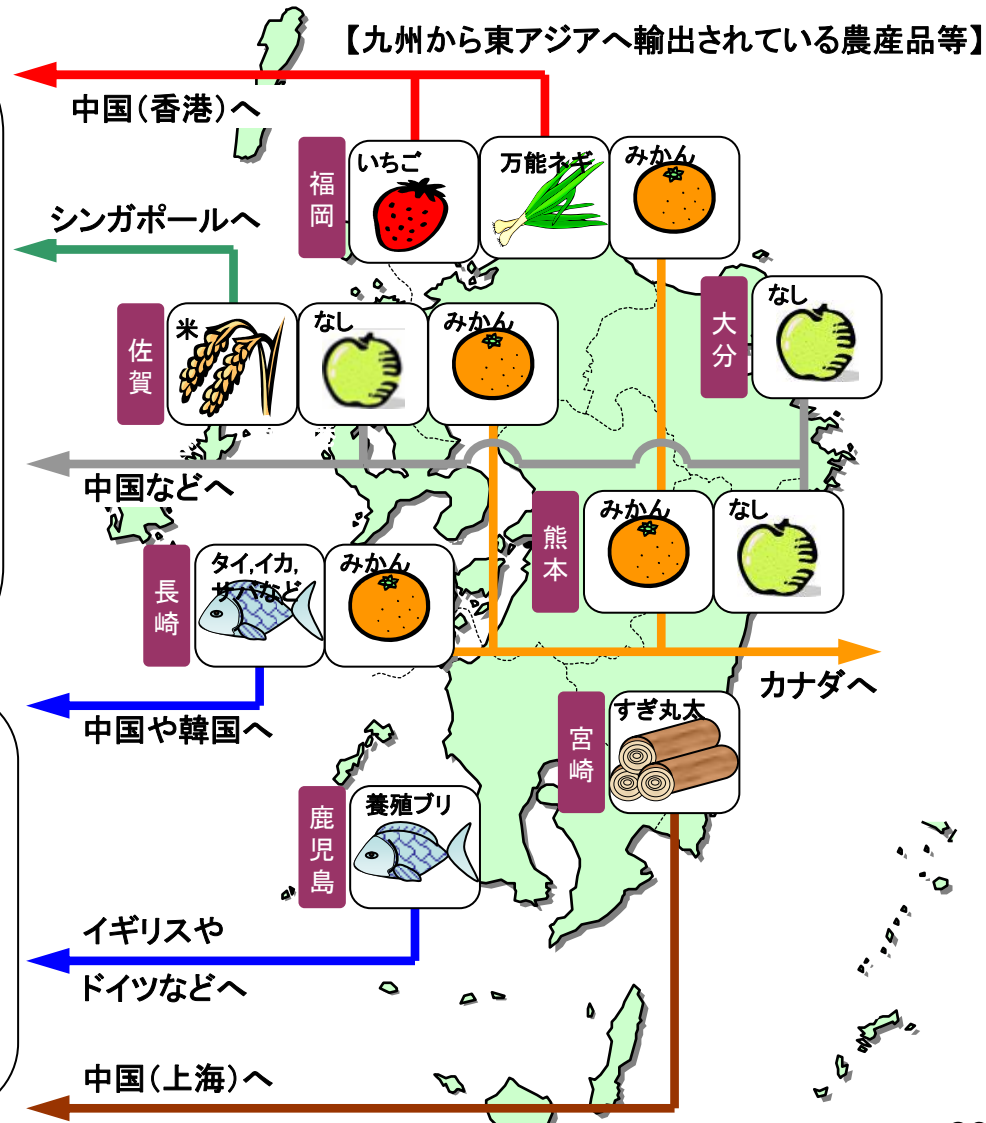 【九州から東アジアへ輸出されている農産品等】
中国（香港）へ
福岡
いちご
万能ネギ
みかん
シンガポールへ
佐賀
米
なし
みかん
大分
なし
中国などへ
熊本
みかん
なし
長崎
タイ,イカ,
サバなど
みかん
カナダへ
中国や韓国へ
宮崎
すぎ丸太
鹿児島
養殖ブリ
イギリスや
ドイツなどへ
中国（上海）へ